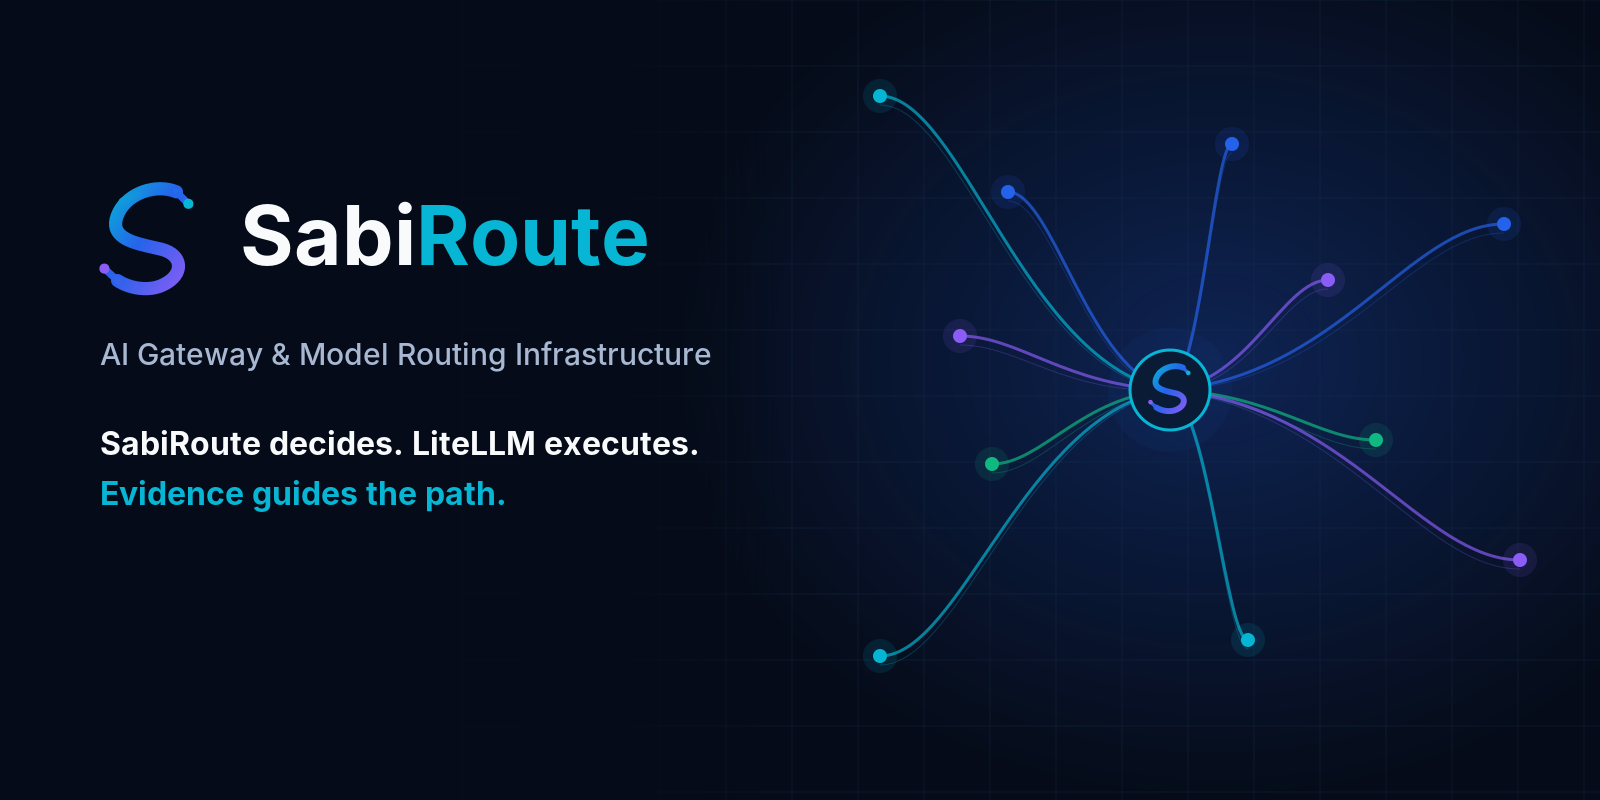 SabiRoute
AI Gateway & Model Routing Infrastructure
SabiRoute decides. LiteLLM executes.
Evidence guides the path.